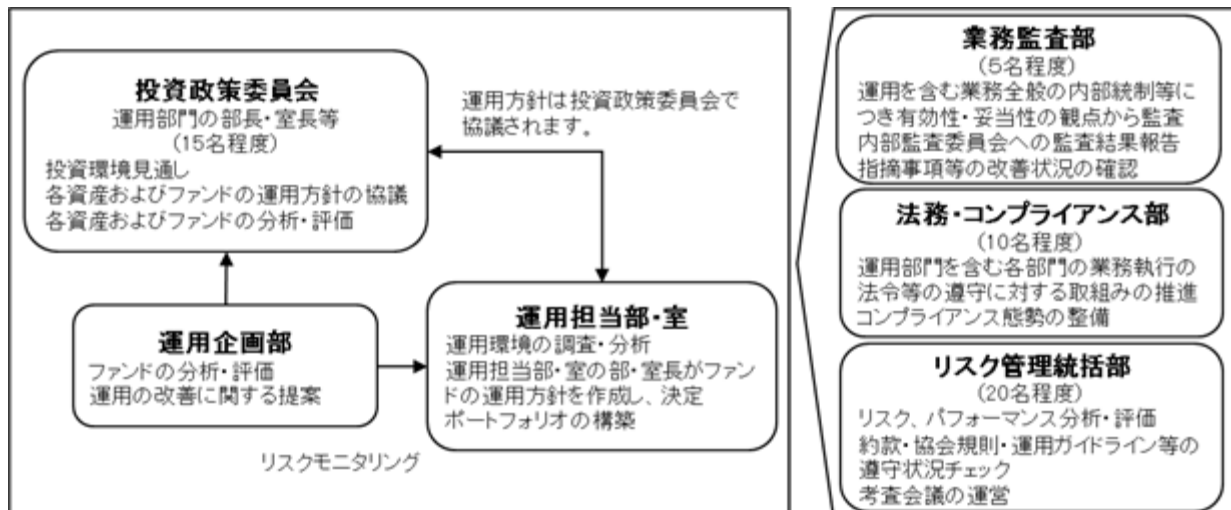 投資政策委員会
運用部門の部長・室長等
(15名程度)
投資環境見通し
各資産およびファンドの運用方針の協議
各資産およびファンドの分析・評価
運用方針は投資政策委員会で
協議されます。
運用企画部
ファンドの分析・評価
運用の改善に関する提案
運用担当部・室
運用環境の調査・分析
運用担当部・室の部・室長がファン
ドの運用方針を作成し、決定
ポートフォリオの構築
リスクモニタリング
業務監査部
(5名程度)
運用を含む業務全般の内部統制等に
つき有効性・妥当性の観点から監査
内部監査委員会への監査結果報告
指摘事項等の改善状況の確認
法務・コンプライアンス部
(10名程度)
運用部門を含む各部門の業務執行の
法令等の遵守に対する取組みの推進
コンプライアンス態勢の整備
リスク管理統括部
(20名程度)
リスク、パフォーマンス分析・評価
約款・協会規則・運用ガイドライン等の
遵守状況チェック
考査会議の運営